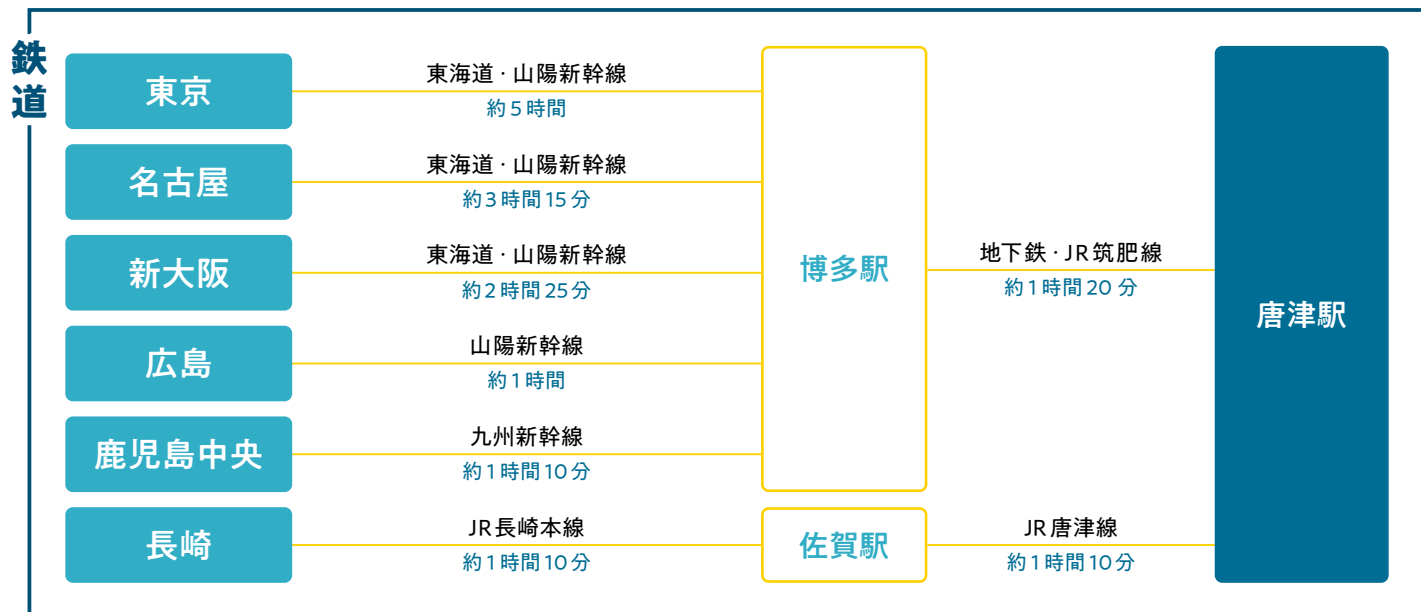 鉄道
東京
東海道・山陽新幹線
約5時間
名古屋
東海道・山陽新幹線
約3時間15分
新大阪
東海道・山陽新幹線
約2時間25分
広島
山陽新幹線
約1時間
鹿児島中央
九州新幹線
約1時間10分
博多駅
地下鉄・JR筑肥線
約1時間20分
長崎
JR長崎本線
約1時間10分
佐賀駅
JR唐津線
約1時間10分
唐津駅